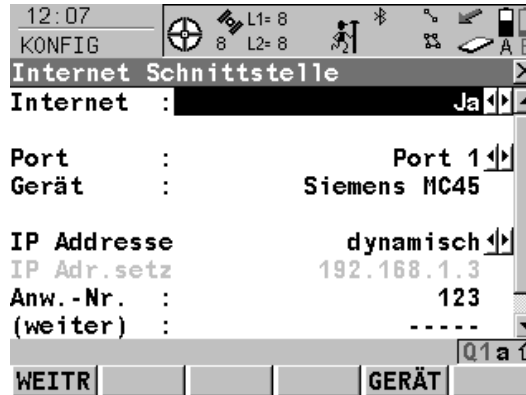 12:07 L1= 8
KONFIG 8 L2= 8 A
Internet Schnittstelle
Internet : Ja
Port : Port 1
Gerät : Siemens MC45
IP Addresse dynamisch
IP Adr.setz 192.168.1.3
Anw.-Nr. : 123
(weiter) : -----
Q1a
WEITR GERÄT